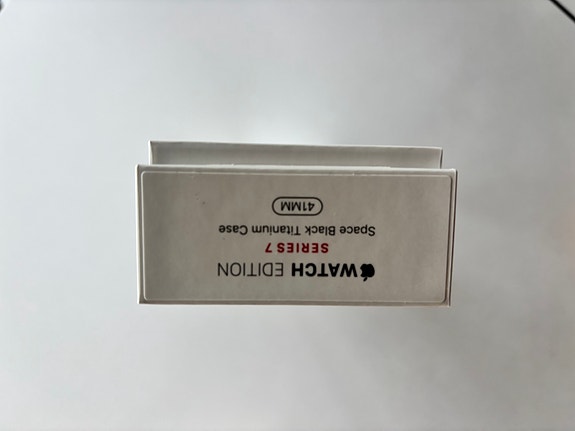 WATCH EDITION
SERIES 7
Space Black Titanium Case
41MM